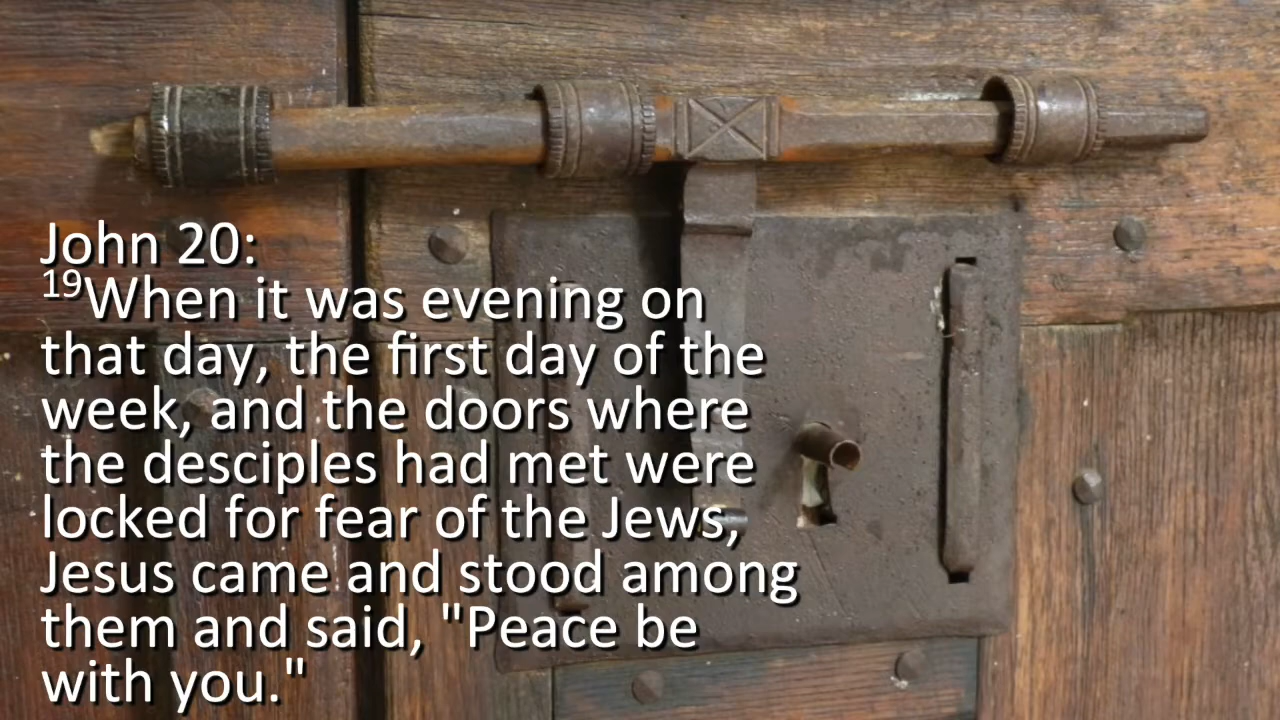 John 20:
19When it was evening on
that day, the first day of the
week, and the doors where
the desciples had met were
locked for fear of the Jews,
Jesus came and stood among
them and said, "Peace be
with you."